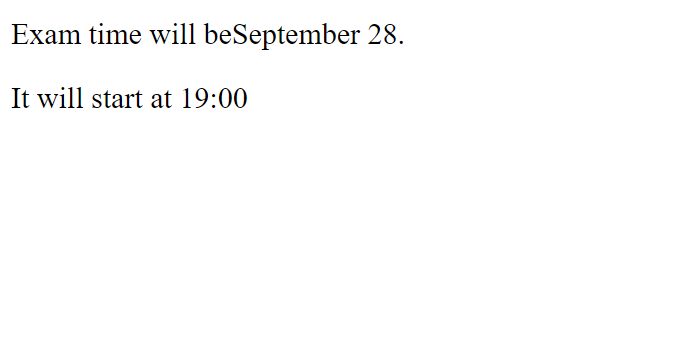 Exam time will beSeptember 28.
It will start at 19:00